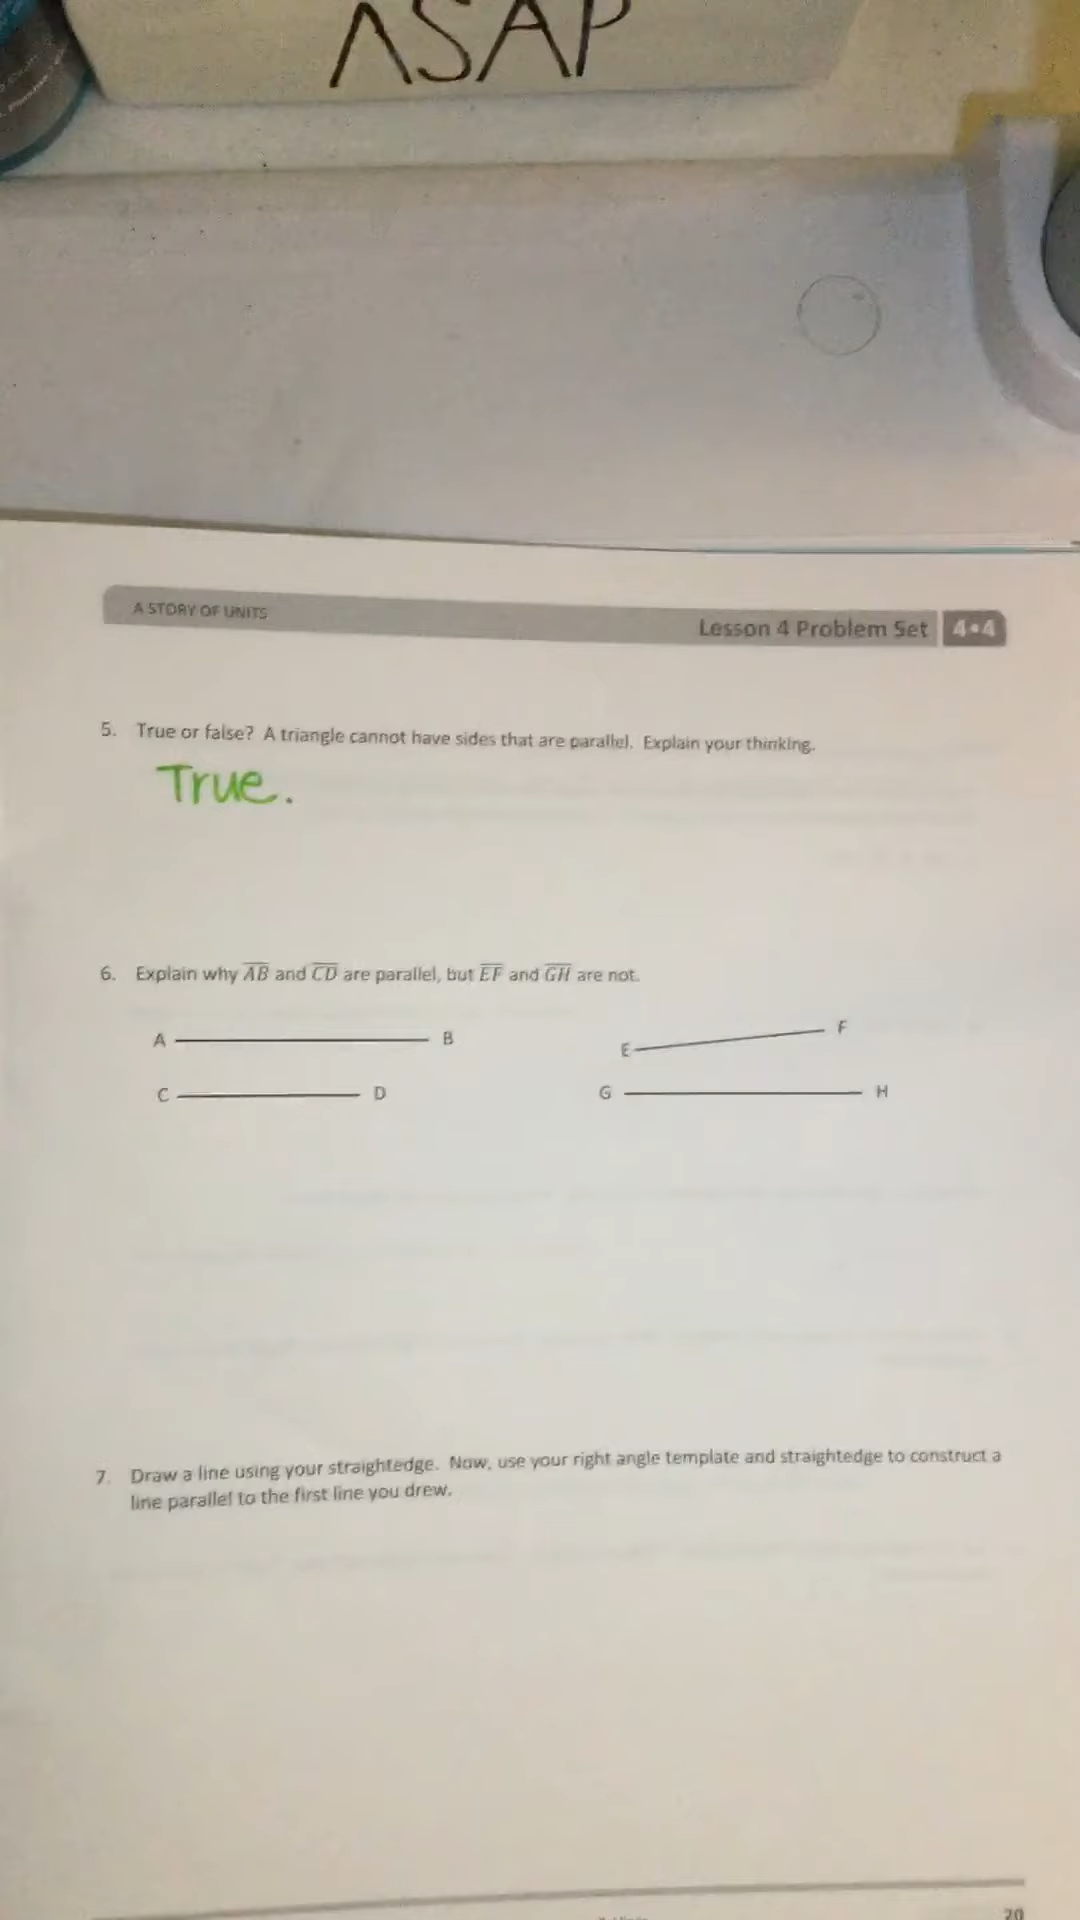 ASAP
A STORY OF UNITS
Lesson 4 Problem Set 4•4
5. True or false? A triangle cannot have sides that are parallel. Explain your thinking.
True.
6. Explain why AB and CD are parallel, but EF and GH are not.
A B
E F
C D
G H
7. Draw a line using your straightedge. Now, use your right angle template and straightedge to construct a
line parallel to the first line you drew.
20